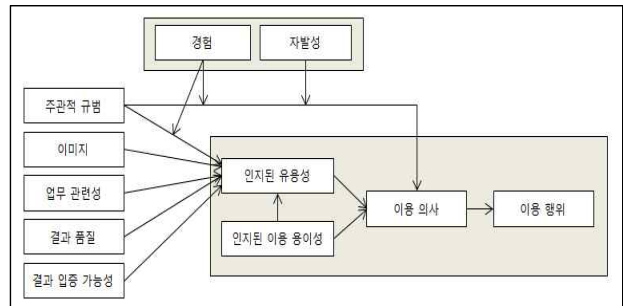 경험
자발성
주관적 규범
이미지
업무 관련성
결과 품질
결과 입증 가능성
인지된 유용성
인지된 이용 용이성
이용 의사
이용 행위